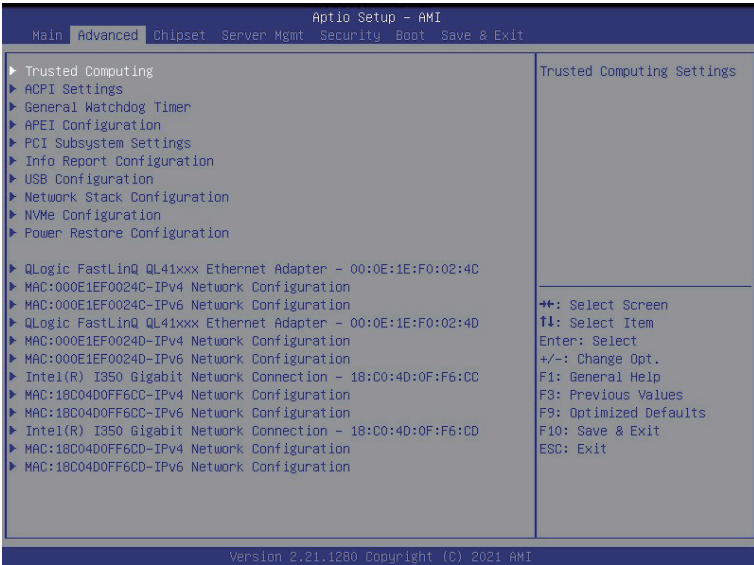 Aptio Setup – AMI
Main Advanced Chipset Server Mgmt Security Boot Save & Exit
Trusted Computing
ACPI Settings
General Watchdog Timer
APEI Configuration
PCI Subsystem Settings
Info Report Configuration
USB Configuration
Network Stack Configuration
NVMe Configuration
Power Restore Configuration
QLogic FastLinQ QL41xxx Ethernet Adapter – 00:0E:1E:F0:02:4C
MAC:000E1EF0024C-IPv4 Network Configuration
MAC:000E1EF0024C-IPv6 Network Configuration
QLogic FastLinQ QL41xxx Ethernet Adapter – 00:0E:1E:F0:02:4D
MAC:000E1EF0024D-IPv4 Network Configuration
MAC:000E1EF0024D-IPv6 Network Configuration
Intel(R) I350 Gigabit Network Connection – 18:C0:4D:0F:F6:CC
MAC:18C04D0FF6CC-IPv4 Network Configuration
MAC:18C04D0FF6CC-IPv6 Network Configuration
Intel(R) I350 Gigabit Network Connection – 18:C0:4D:0F:F6:CD
MAC:18C04D0FF6CD-IPv4 Network Configuration
MAC:18C04D0FF6CD-IPv6 Network Configuration
Trusted Computing Settings
→←: Select Screen
↑↓: Select Item
Enter: Select
+/-: Change Opt.
F1: General Help
F3: Previous Values
F9: Optimized Defaults
F10: Save & Exit
ESC: Exit
Version 2.21.1280 Copyright (C) 2021 AMI